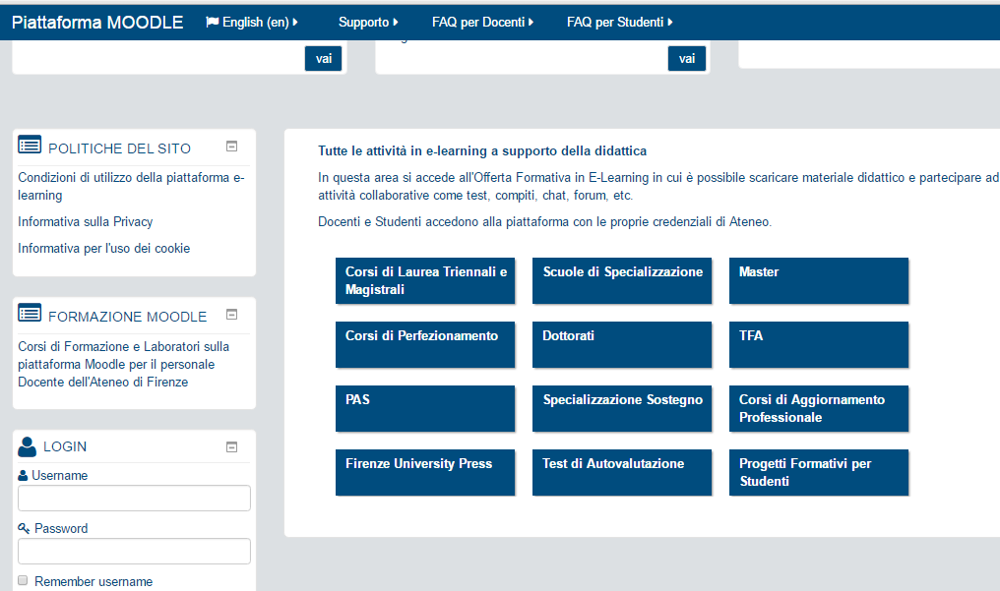 Piattaforma MOODLE
English (en)
Supporto
FAQ per Docenti
FAQ per Studenti
vai
vai
POLITICHE DEL SITO
Condizioni di utilizzo della piattaforma e-
learning
Informativa sulla Privacy
Informativa per l'uso dei cookie
FORMAZIONE MOODLE
Corsi di Formazione e Laboratori sulla
piattaforma Moodle per il personale
Docente dell'Ateneo di Firenze
LOGIN
Username
Password
Remember username
Tutte le attività in e-learning a supporto della didattica
In questa area si accede all'Offerta Formativa in E-Learning in cui è possibile scaricare materiale didattico e partecipare ad
attività collaborative come test, compiti, chat, forum, etc.
Docenti e Studenti accedono alla piattaforma con le proprie credenziali di Ateneo.
Corsi di Laurea Triennali e
Magistrali
Scuole di Specializzazione
Master
Corsi di Perfezionamento
Dottorati
TFA
PAS
Specializzazione Sostegno
Corsi di Aggiornamento
Professionale
Firenze University Press
Test di Autovalutazione
Progetti Formativi per
Studenti